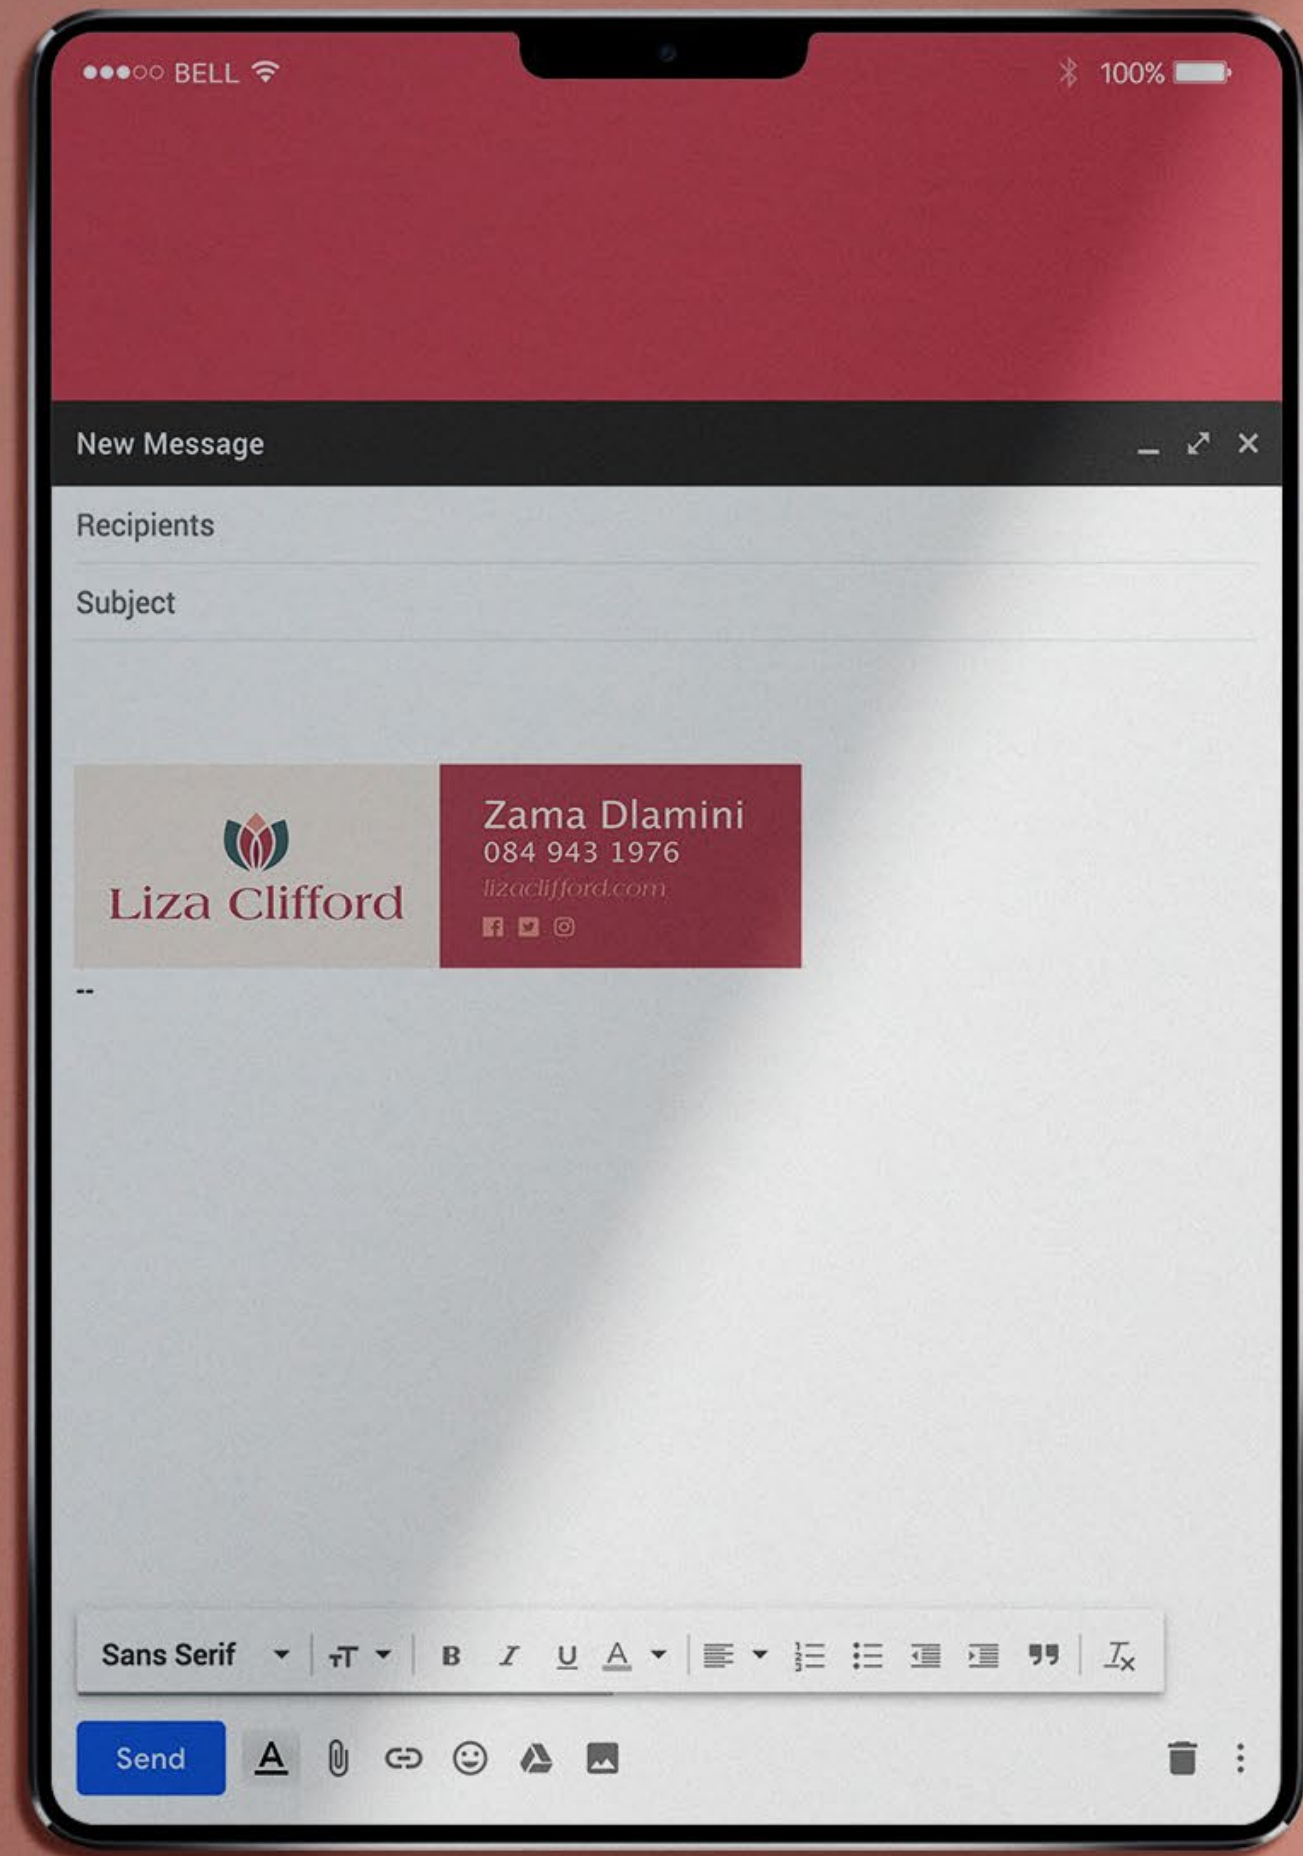 BELL 100%
New Message
Recipients
Subject
Liza Clifford
Zama Dlamini
084 943 1976
lizaclifford.com
--
Sans Serif
Send